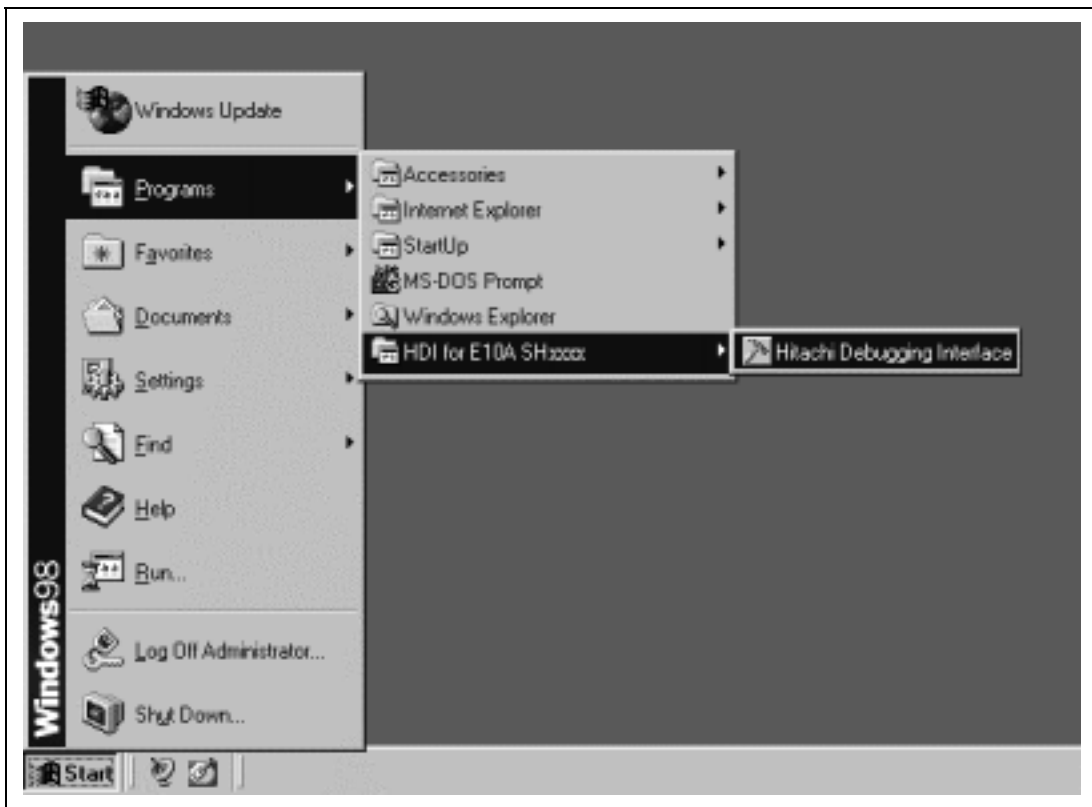 Windows Update
Programs
Favorites
Documents
Settings
Find
Help
Run...
Log Off Administrator...
Shut Down...
Windows98
Start
Accessories
Internet Explorer
StartUp
MS-DOS Prompt
Windows Explorer
HDI for E10A SHxxxx
Hitachi Debugging Interface